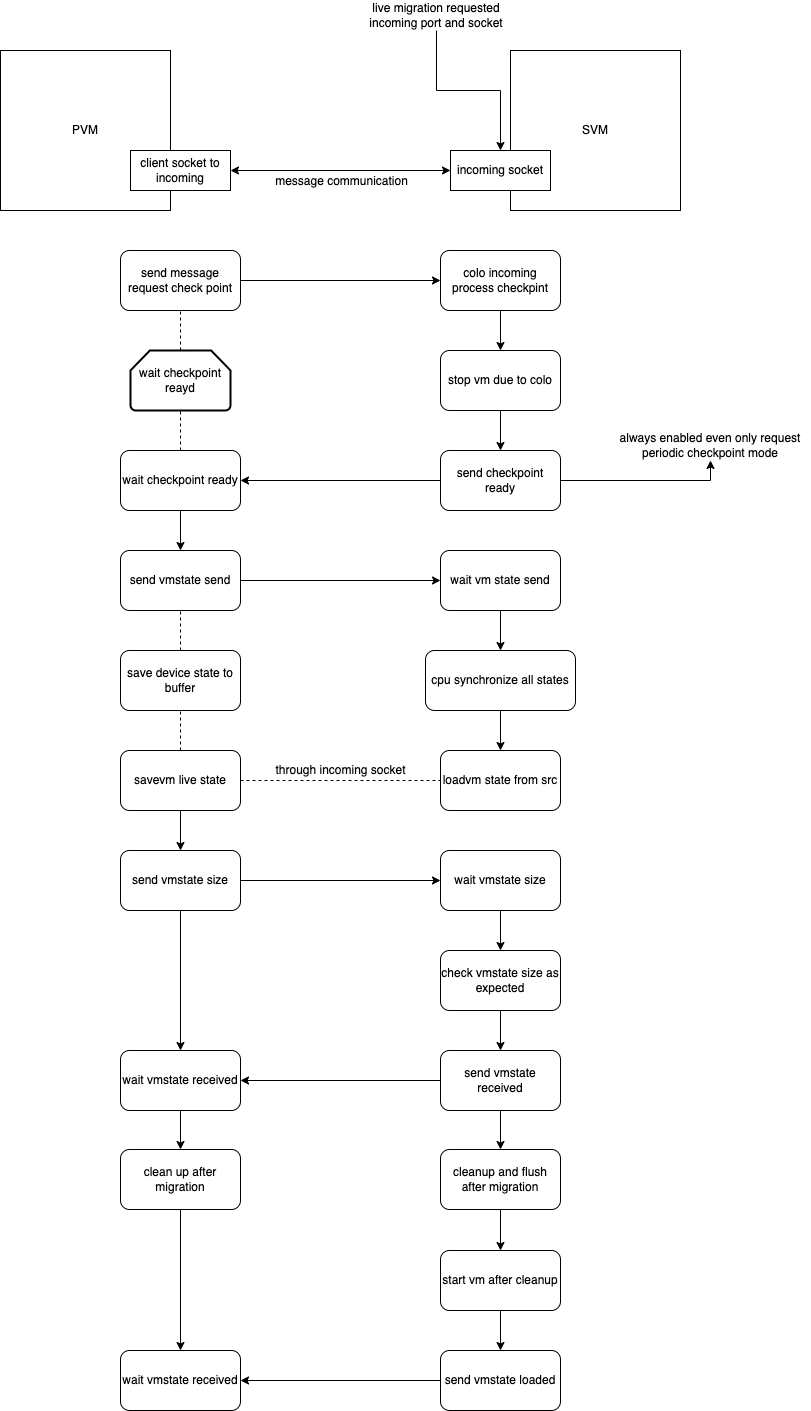 live migration requested
incoming port and socket
PVM
SVM
client socket to
incoming
incoming socket
message communication
send message
request check point
colo incoming
process checkpint
wait checkpoint
reayd
stop vm due to colo
always enabled even only request
periodic checkpoint mode
wait checkpoint ready
send checkpoint
ready
send vmstate send
wait vm state send
save device state to
buffer
cpu synchronize all states
savevm live state
through incoming socket
loadvm state from src
send vmstate size
wait vmstate size
check vmstate size as
expected
wait vmstate received
send vmstate
received
clean up after
migration
cleanup and flush
after migration
start vm after cleanup
wait vmstate received
send vmstate loaded